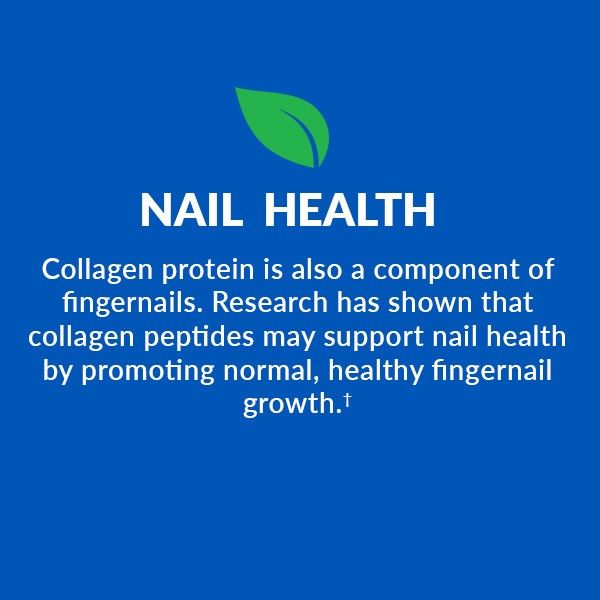 NAIL HEALTH
Collagen protein is also a component of
fingernails. Research has shown that
collagen peptides may support nail health
by promoting normal, healthy fingernail
growth.†